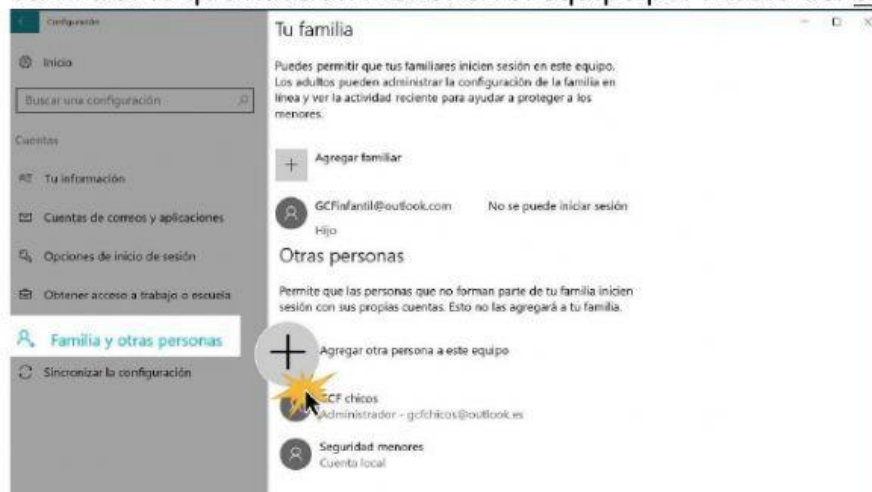 Configuración
Inicio
Buscar una configuración
Cuentas
Tu información
Cuentas de correos y aplicaciones
Opciones de inicio de sesión
Obtener acceso a trabajo o escuela
Familia y otras personas
Sincronizar la configuración
Tu familia
Puedes permitir que tus familiares inicien sesión en este equipo.
Los adultos pueden administrar la configuración de la familia en
línea y ver la actividad reciente para ayudar a proteger a los
menores.
Agregar familiar
GCFinfantil@outlook.com No se puede iniciar sesión
Hijo
Otras personas
Permite que las personas que no forman parte de tu familia inicien
sesión con sus propias cuentas. Esto no las agregará a tu familia.
Agregar otra persona a este equipo
GCF chicos
Administrador - gcfchicos@outlook.es
Seguridad menores
Cuenta local